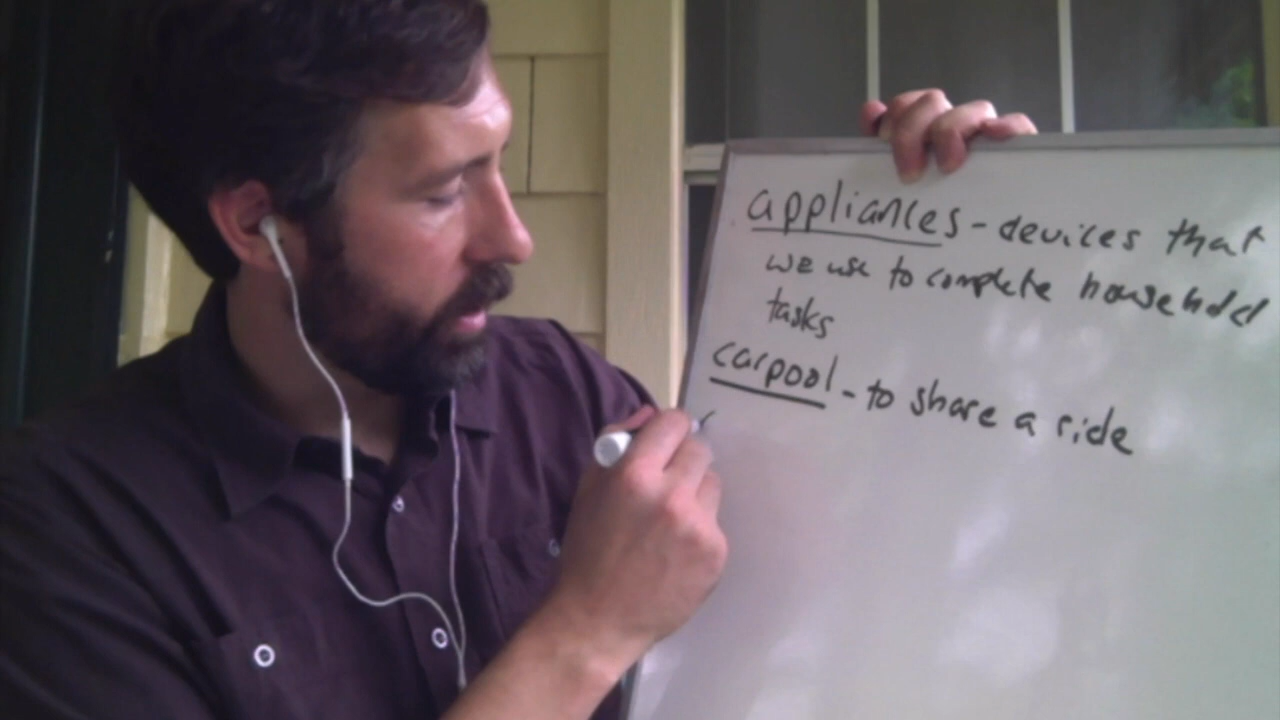 appliances - devices that
we use to complete household
tasks
carpool - to share a ride